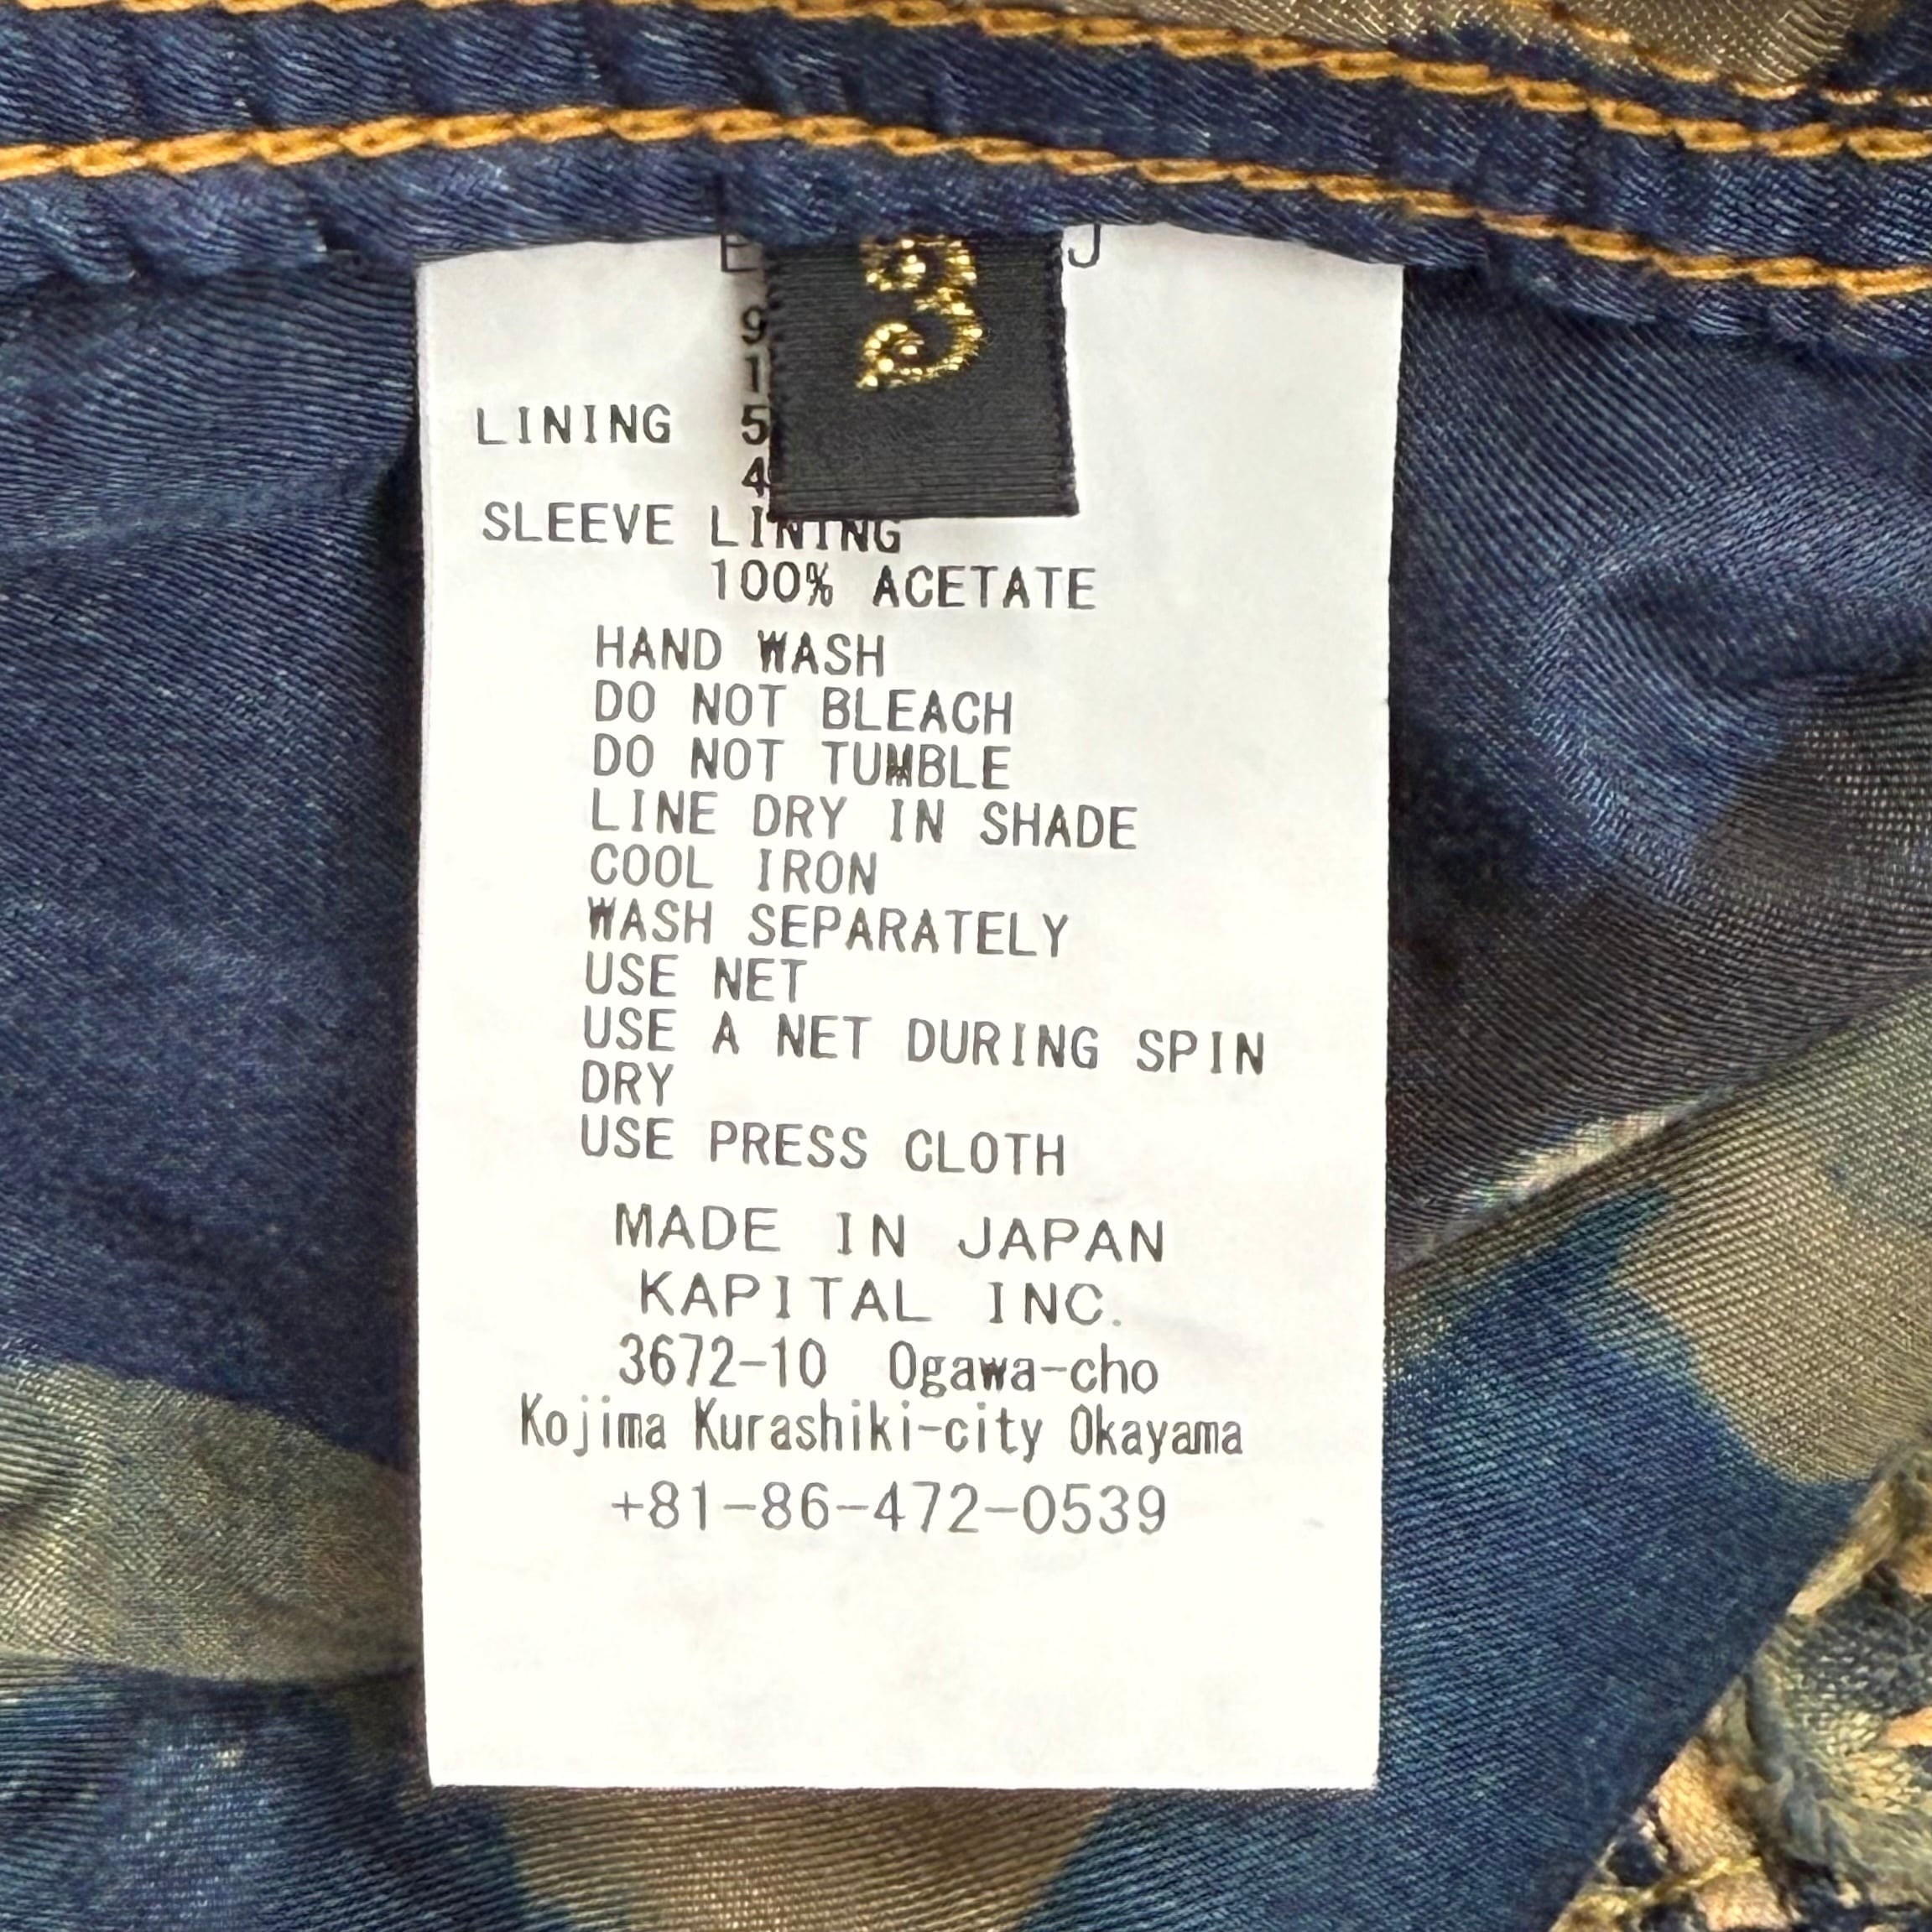 3
LINING
SLEEVE LINING
100% ACETATE
HAND WASH
DO NOT BLEACH
DO NOT TUMBLE
LINE DRY IN SHADE
COOL IRON
WASH SEPARATELY
USE NET
USE A NET DURING SPIN
DRY
USE PRESS CLOTH
MADE IN JAPAN
KAPITAL INC.
3672-10 Ogawa-cho
Kojima Kurashiki-city Okayama
+81-86-472-0539